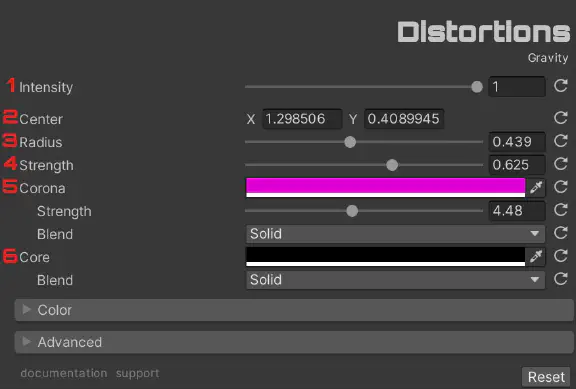 Distortions
Gravity
1 Intensity 1
2 Center X 1.298506 Y 0.4089945
3 Radius 0.439
4 Strength 0.625
5 Corona
Strength 4.48
Blend Solid
6 Core
Blend Solid
Color
Advanced
documentation support
Reset